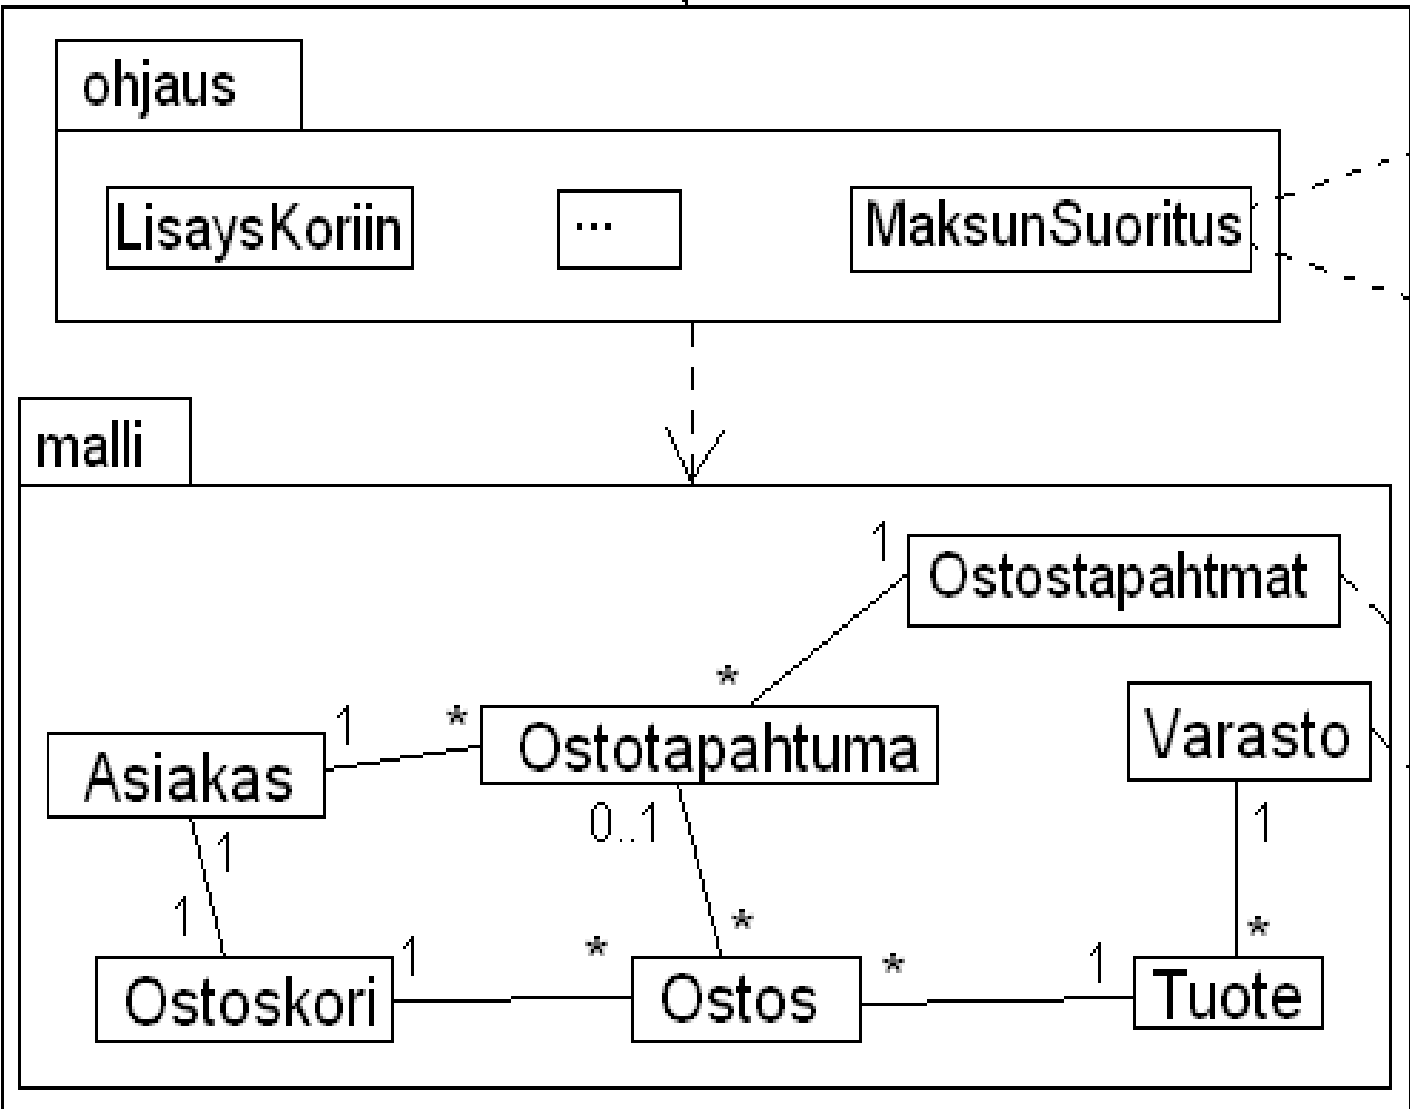 ohjaus
LisaysKoriin
...
MaksunSuoritus
malli
1
Ostostapahtmat
*
1
*
Ostotapahtuma
Varasto
Asiakas
0..1
1
1
1
*
*
1
*
*
1
Ostoskori
Ostos
Tuote